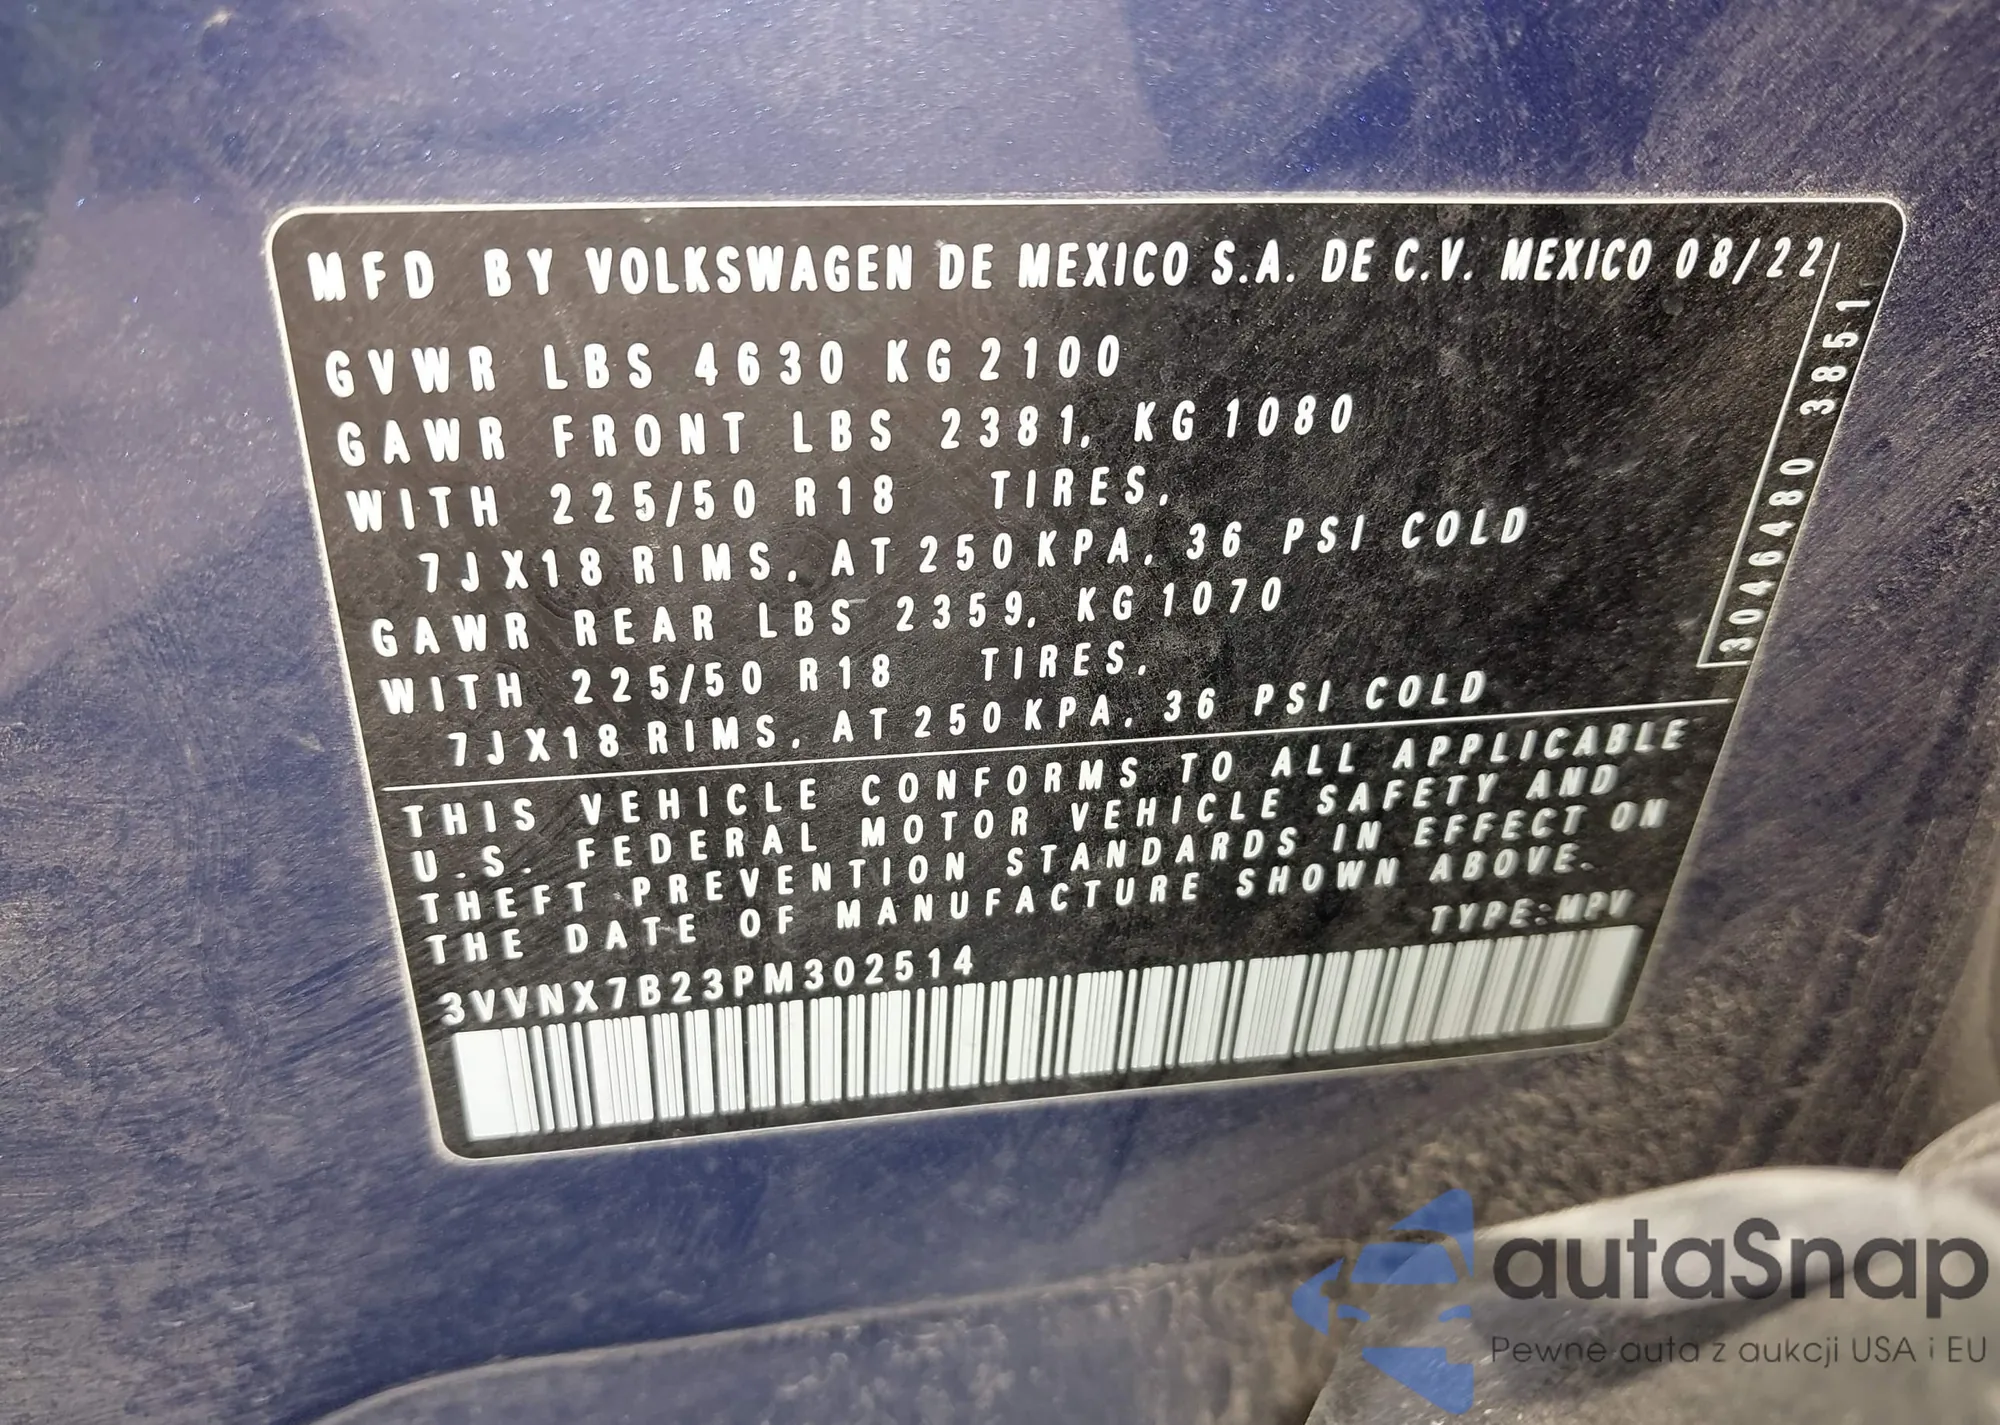 MFD BY VOLKSWAGEN DE MEXICO S.A. DE C.V. MEXICO 08/22
GVWR LBS 4630 KG 2100
GAWR FRONT LBS 2381, KG 1080
WITH 225/50 R18 TIRES,
7JX18 RIMS, AT 250 KPA, 36 PSI COLD
GAWR REAR LBS 2359, KG 1070
WITH 225/50 R18 TIRES,
7JX18 RIMS, AT 250 KPA, 36 PSI COLD
3046480 3851
THIS VEHICLE CONFORMS TO ALL APPLICABLE
U.S. FEDERAL MOTOR VEHICLE SAFETY AND
THEFT PREVENTION STANDARDS IN EFFECT ON
THE DATE OF MANUFACTURE SHOWN ABOVE.
TYPE:MPV
3VVNX7B23PM302514
autaSnap
Pewne auta z aukcji USA i EU